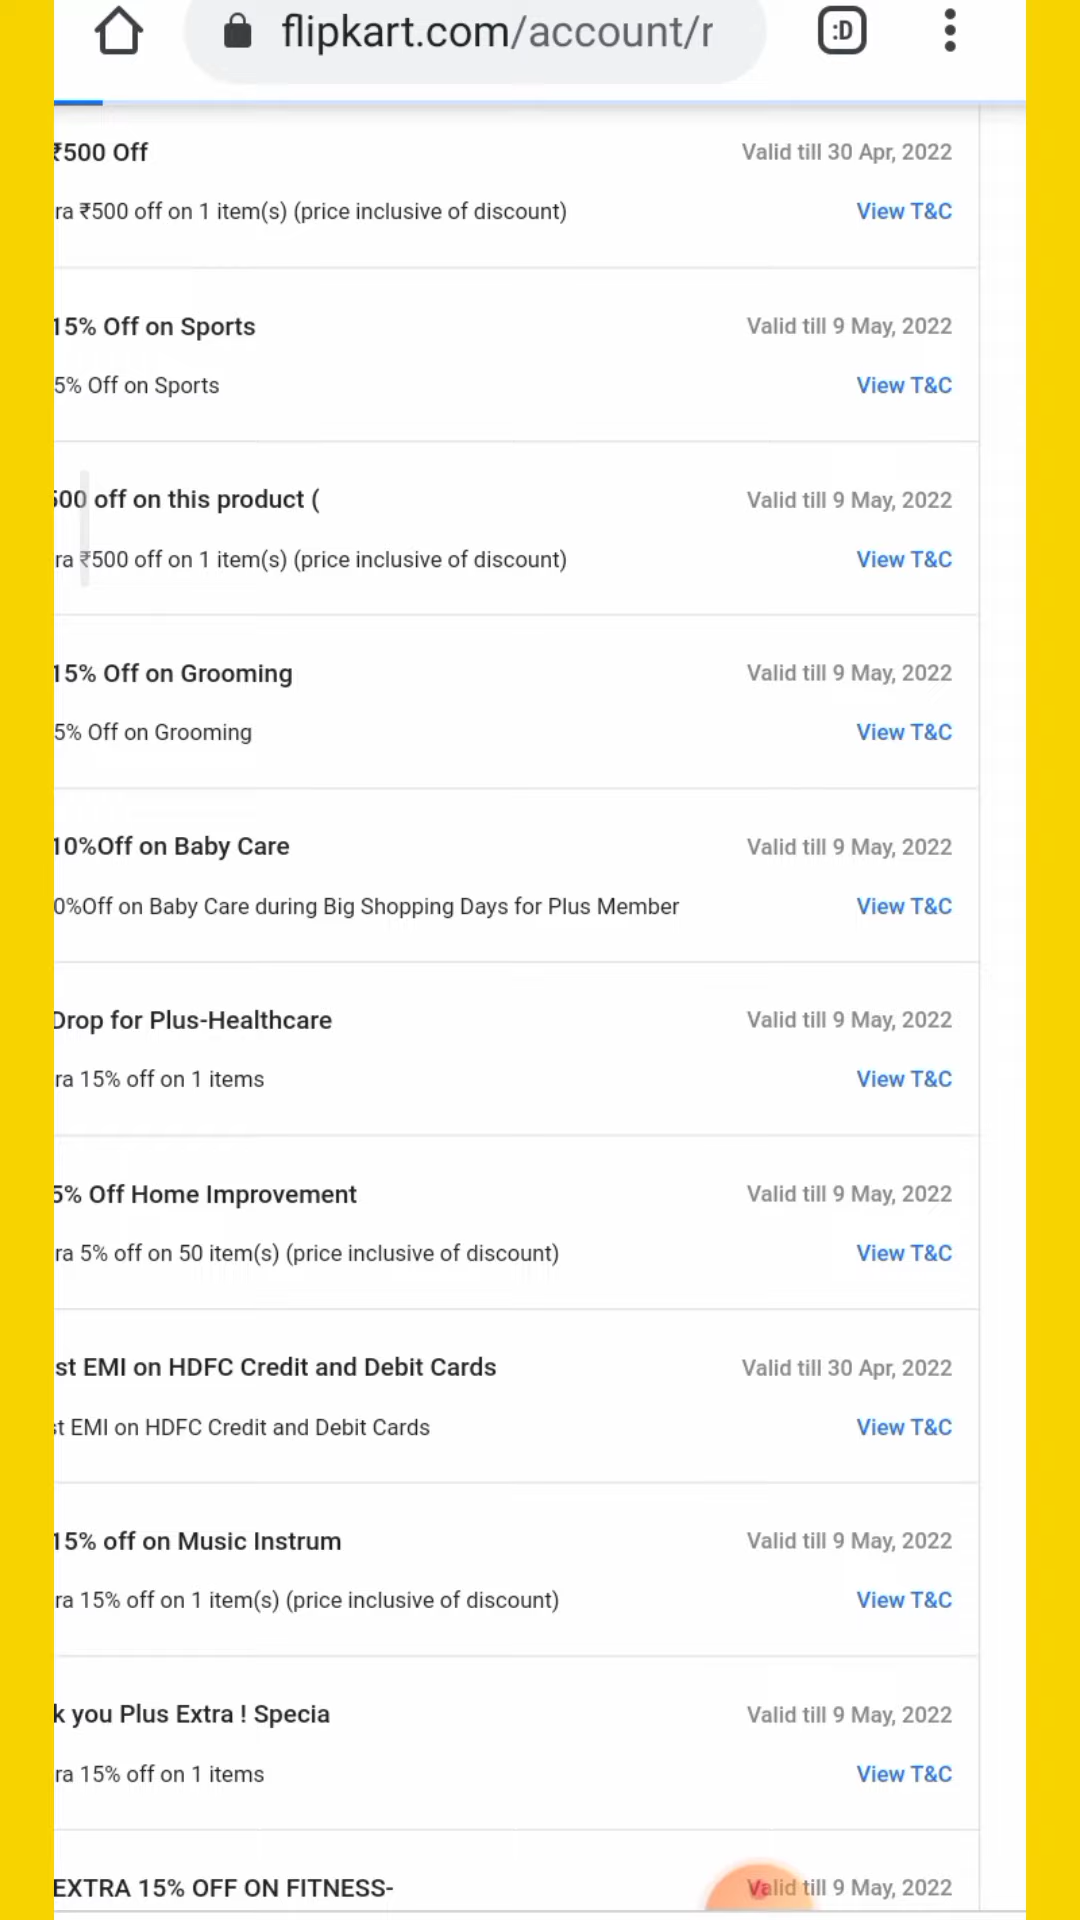 flipkart.com/account/r
:D
₹500 Off
Valid till 30 Apr, 2022
ra ₹500 off on 1 item(s) (price inclusive of discount)
View T&C
15% Off on Sports
Valid till 9 May, 2022
5% Off on Sports
View T&C
500 off on this product (
Valid till 9 May, 2022
ra ₹500 off on 1 item(s) (price inclusive of discount)
View T&C
15% Off on Grooming
Valid till 9 May, 2022
5% Off on Grooming
View T&C
10%Off on Baby Care
Valid till 9 May, 2022
0%Off on Baby Care during Big Shopping Days for Plus Member
View T&C
Drop for Plus-Healthcare
Valid till 9 May, 2022
ra 15% off on 1 items
View T&C
5% Off Home Improvement
Valid till 9 May, 2022
ra 5% off on 50 item(s) (price inclusive of discount)
View T&C
st EMI on HDFC Credit and Debit Cards
Valid till 30 Apr, 2022
st EMI on HDFC Credit and Debit Cards
View T&C
15% off on Music Instrum
Valid till 9 May, 2022
ra 15% off on 1 item(s) (price inclusive of discount)
View T&C
k you Plus Extra ! Specia
Valid till 9 May, 2022
ra 15% off on 1 items
View T&C
EXTRA 15% OFF ON FITNESS-
Valid till 9 May, 2022